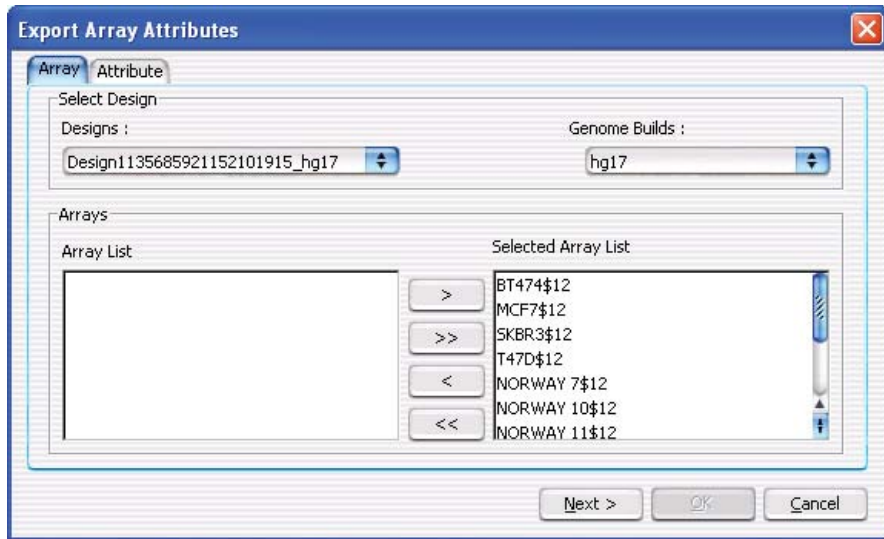 Export Array Attributes
Array Attribute
Select Design
Designs :
Genome Builds :
Design1135685921152101915_hg17
hg17
Arrays
Array List
Selected Array List
>
>>
<
<<
BT474$12
MCF7$12
SKBR3$12
T47D$12
NORWAY 7$12
NORWAY 10$12
NORWAY 11$12
Next >
OK
Cancel